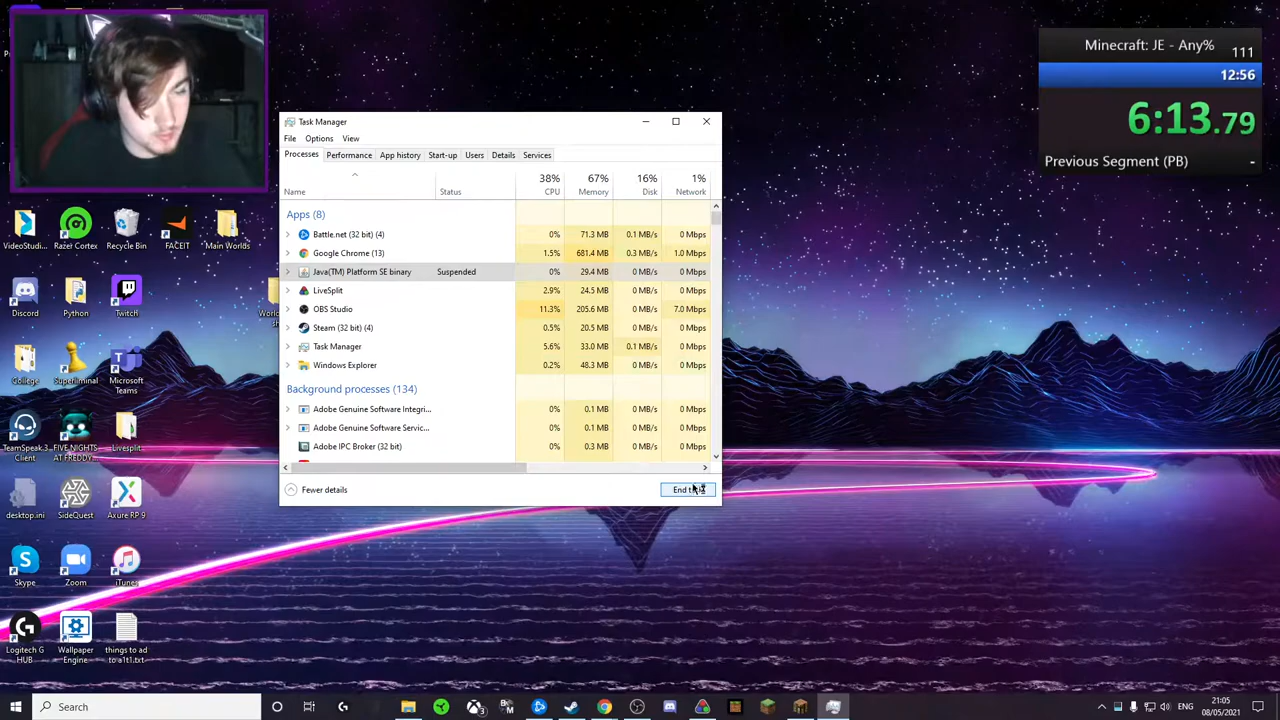 Minecraft: JE - Any% 111
12:56
6:13.79
Previous Segment (PB) -
Task Manager
File Options View
Processes Performance App history Start-up Users Details Services
38% 67% 16% 1%
Name Status CPU Memory Disk Network
Apps (8)
Battle.net (32 bit) (4) 0% 71.3 MB 0.1 MB/s 0 Mbps
Google Chrome (13) 1.5% 681.4 MB 0.3 MB/s 1.0 Mbps
Java(TM) Platform SE binary Suspended 0% 29.4 MB 0 MB/s 0 Mbps
LiveSplit 2.9% 24.5 MB 0 MB/s 0 Mbps
OBS Studio 11.3% 205.6 MB 0 MB/s 7.0 Mbps
Steam (32 bit) (4) 0.5% 20.5 MB 0 MB/s 0 Mbps
Task Manager 5.6% 33.0 MB 0.1 MB/s 0 Mbps
Windows Explorer 0.2% 48.3 MB 0 MB/s 0 Mbps
Background processes (134)
Adobe Genuine Software Integri... 0% 0.1 MB 0 MB/s 0 Mbps
Adobe Genuine Software Servic... 0% 0.1 MB 0 MB/s 0 Mbps
Adobe IPC Broker (32 bit) 0% 0.3 MB 0 MB/s 0 Mbps
Fewer details
End
VideoStudi... Razer Cortex Recycle Bin FACEIT Main Worlds
Discord Python Twitch
College Superliminal Microsoft
Teams
TeamSpeak 3
Client
FIVE NIGHTS
AT FREDDY...
Livesplit
desktop.ini SideQuest Axure RP 9
Skype Zoom iTunes
Logitech G
HUB
Wallpaper
Engine
things to ad
to a1t1.txt
Search
ENG
21:05
08/05/2021